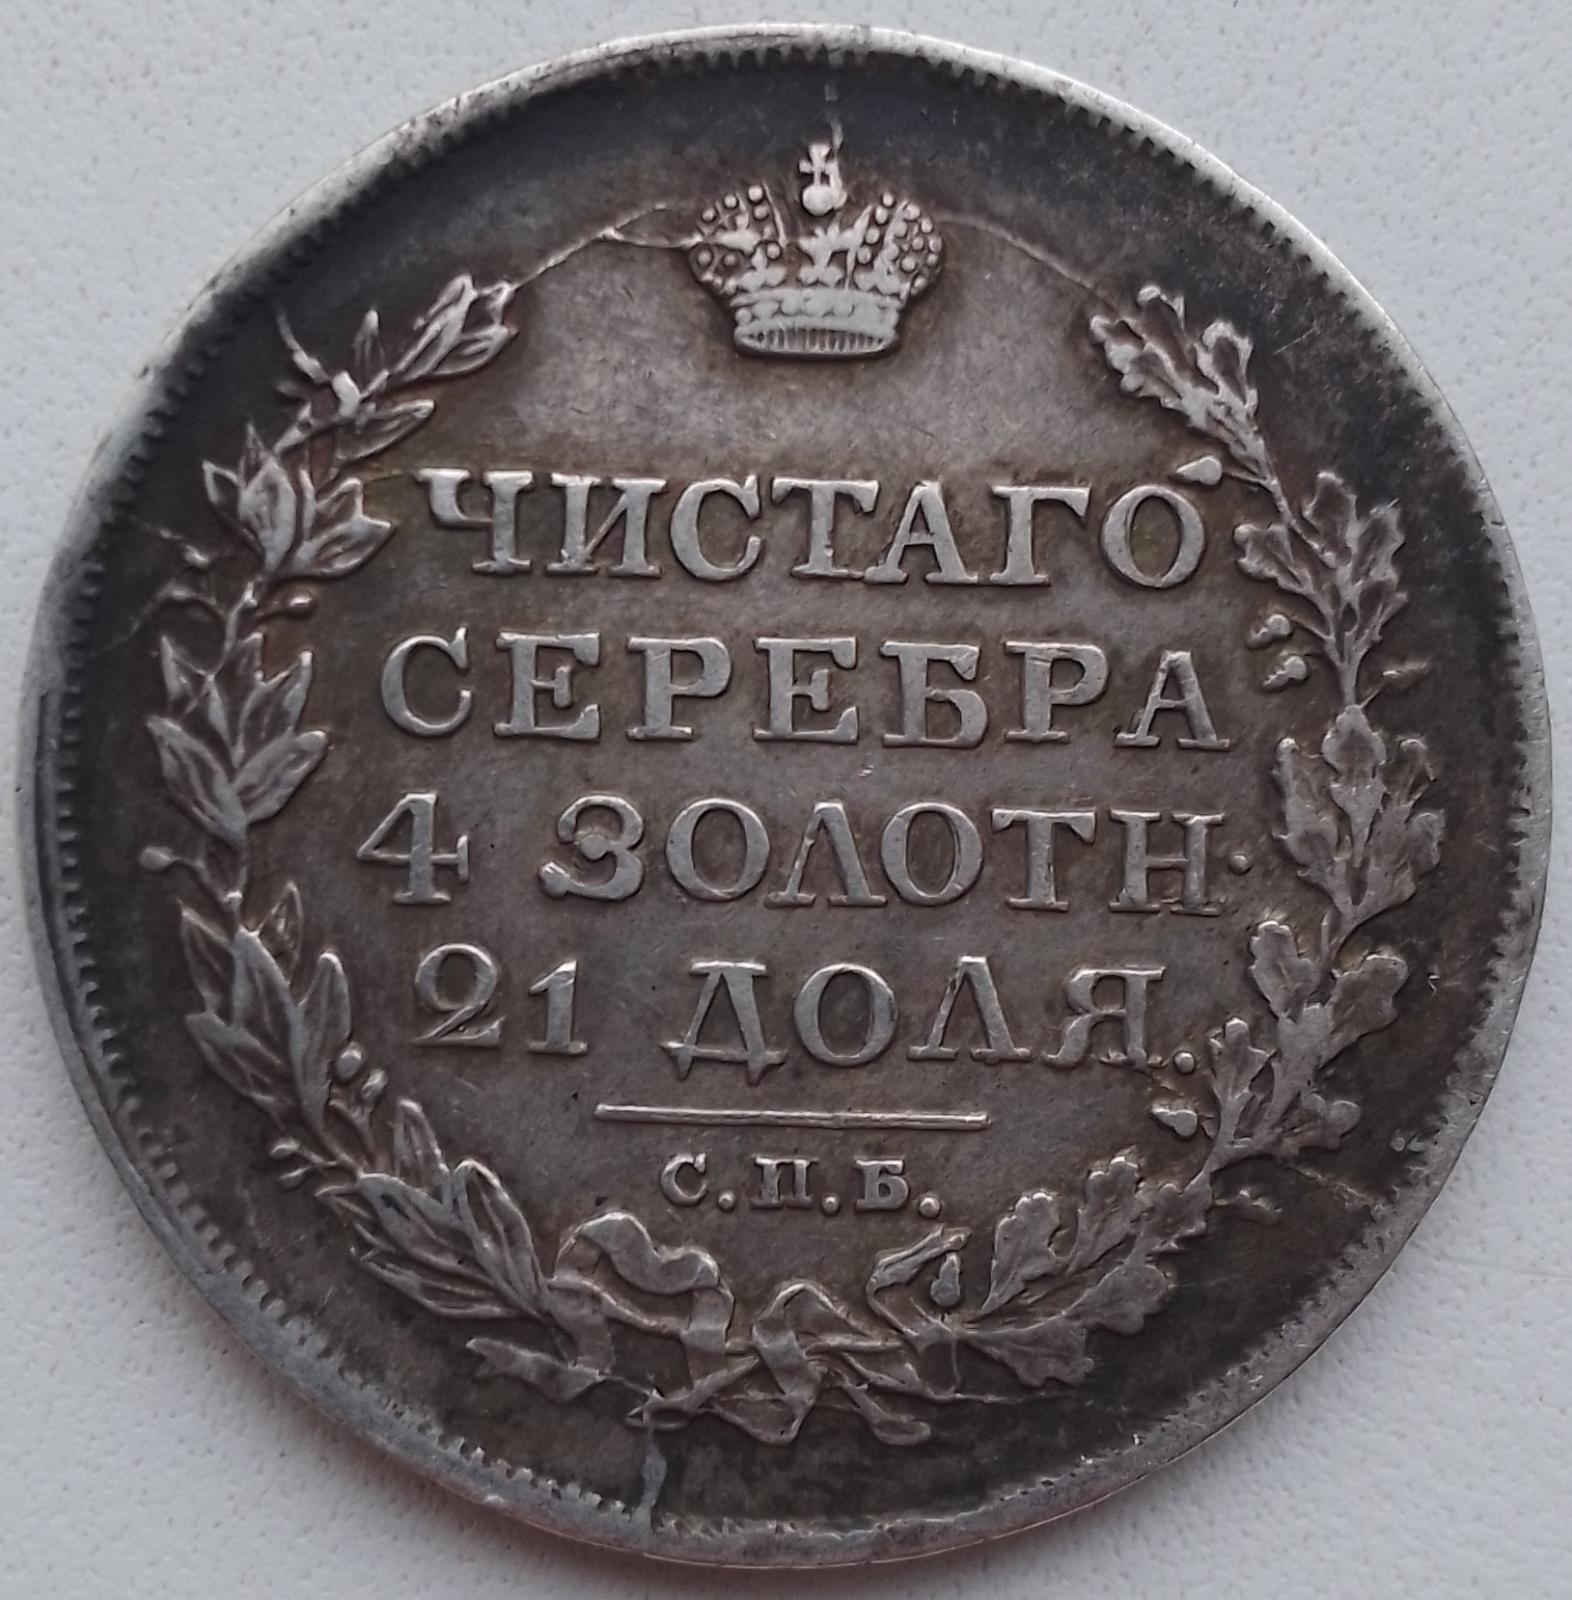 ЧИСТАГО
СЕРЕБРА
4 ЗОЛОТН.
21 ДОЛЯ.
С.П.Б.